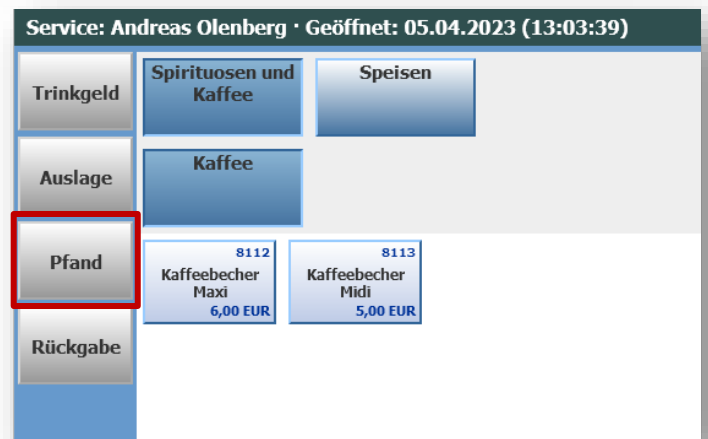 Service: Andreas Olenberg · Geöffnet: 05.04.2023 (13:03:39)
Trinkgeld
Auslage
Pfand
Rückgabe
Spirituosen und
Kaffee
Speisen
Kaffee
8112
Kaffeebecher
Maxi
6,00 EUR
8113
Kaffeebecher
Midi
5,00 EUR